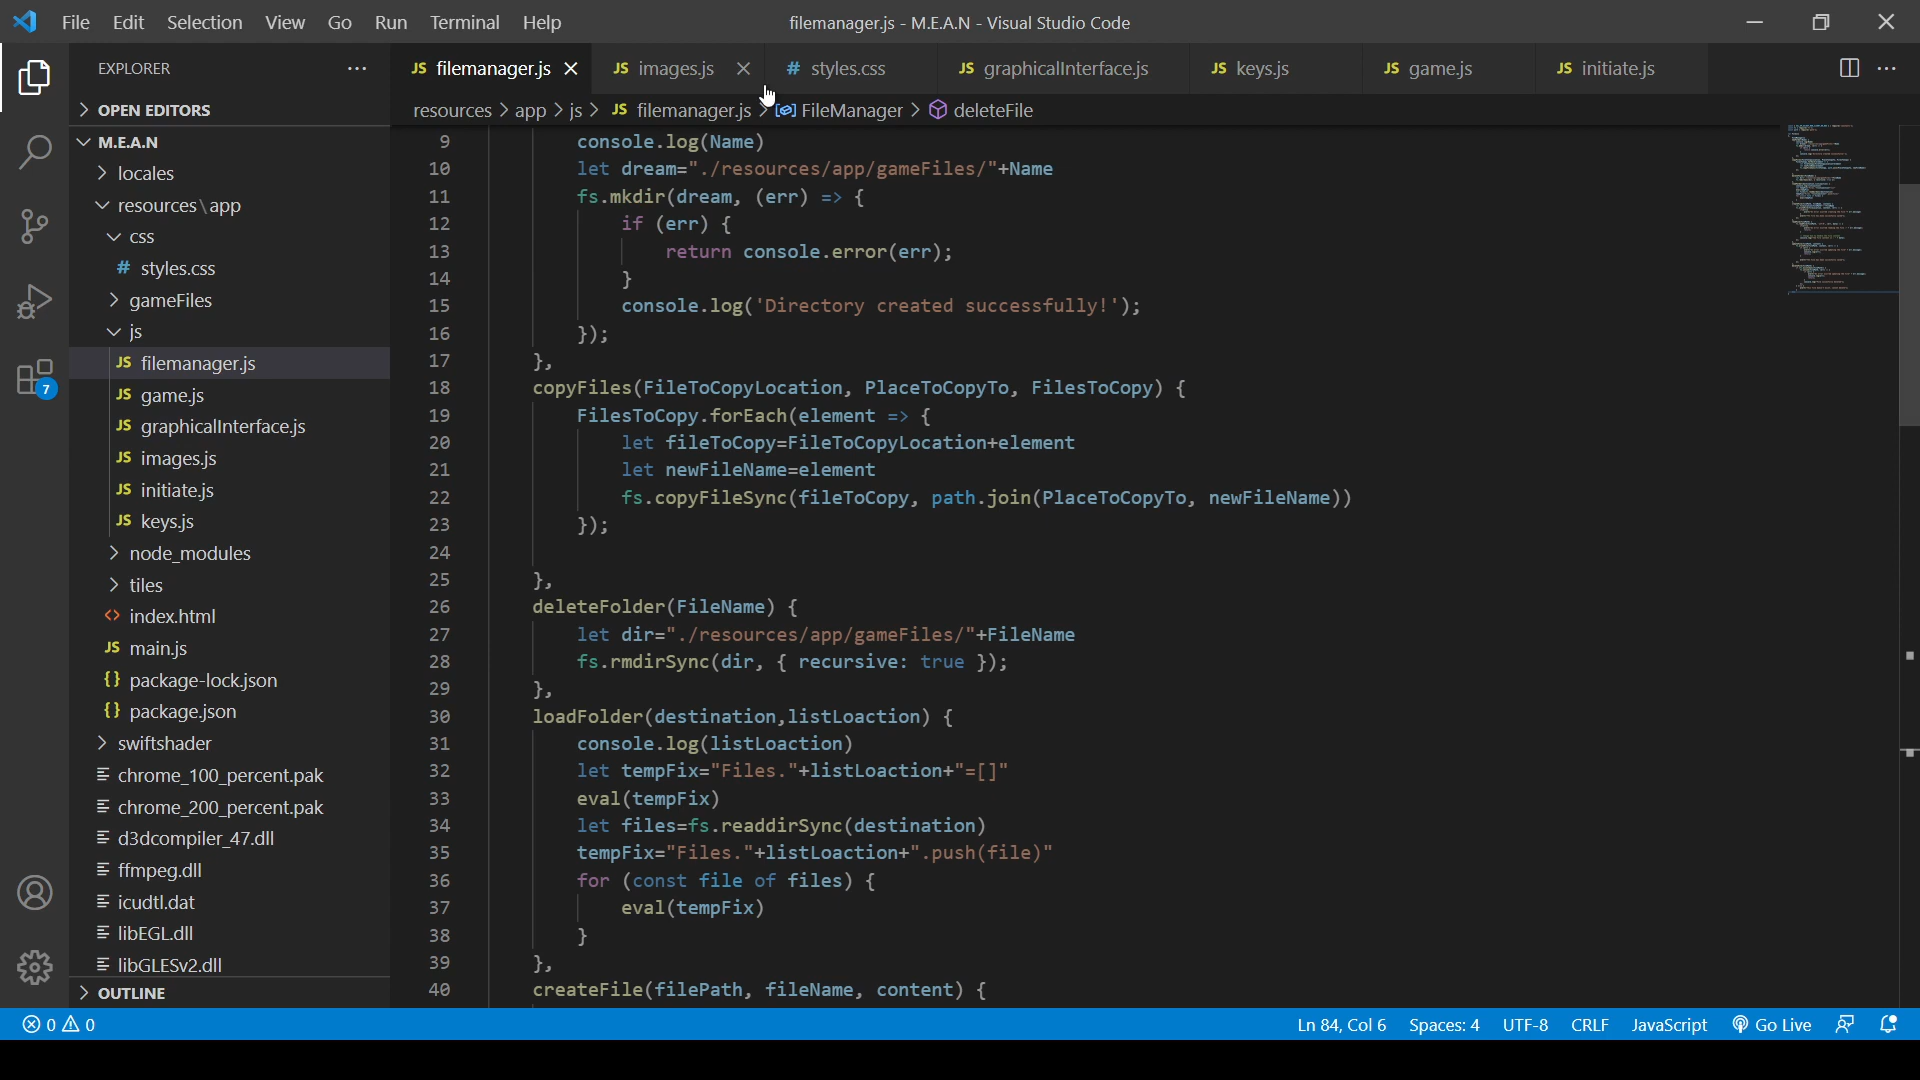 File Edit Selection View Go Run Terminal Help filemanager.js - M.E.A.N - Visual Studio Code
EXPLORER ···
OPEN EDITORS
M.E.A.N
locales
resources\app
css
# styles.css
gameFiles
js
JS filemanager.js
JS game.js
JS graphicalInterface.js
JS images.js
JS initiate.js
JS keys.js
node_modules
tiles
<> index.html
JS main.js
{} package-lock.json
{} package.json
swiftshader
chrome_100_percent.pak
chrome_200_percent.pak
d3dcompiler_47.dll
ffmpeg.dll
icudtl.dat
libEGL.dll
libGLESv2.dll
OUTLINE
7
JS filemanager.js JS images.js # styles.css JS graphicalInterface.js JS keys.js JS game.js JS initiate.js ···
resources > app > js > JS filemanager.js > FileManager > deleteFile
9 console.log(Name)
10 let dream="./resources/app/gameFiles/"+Name
11 fs.mkdir(dream, (err) => {
12 if (err) {
13 return console.error(err);
14 }
15 console.log('Directory created successfully!');
16 });
17 },
18 copyFiles(FileToCopyLocation, PlaceToCopyTo, FilesToCopy) {
19 FilesToCopy.forEach(element => {
20 let fileToCopy=FileToCopyLocation+element
21 let newFileName=element
22 fs.copyFileSync(fileToCopy, path.join(PlaceToCopyTo, newFileName))
23 });
24
25 },
26 deleteFolder(FileName) {
27 let dir="./resources/app/gameFiles/"+FileName
28 fs.rmdirSync(dir, { recursive: true });
29 },
30 loadFolder(destination,listLoaction) {
31 console.log(listLoaction)
32 let tempFix="Files."+listLoaction+"=[]"
33 eval(tempFix)
34 let files=fs.readdirSync(destination)
35 tempFix="Files."+listLoaction+".push(file)"
36 for (const file of files) {
37 eval(tempFix)
38 }
39 },
40 createFile(filePath, fileName, content) {
0 0 Ln 84, Col 6 Spaces: 4 UTF-8 CRLF JavaScript Go Live